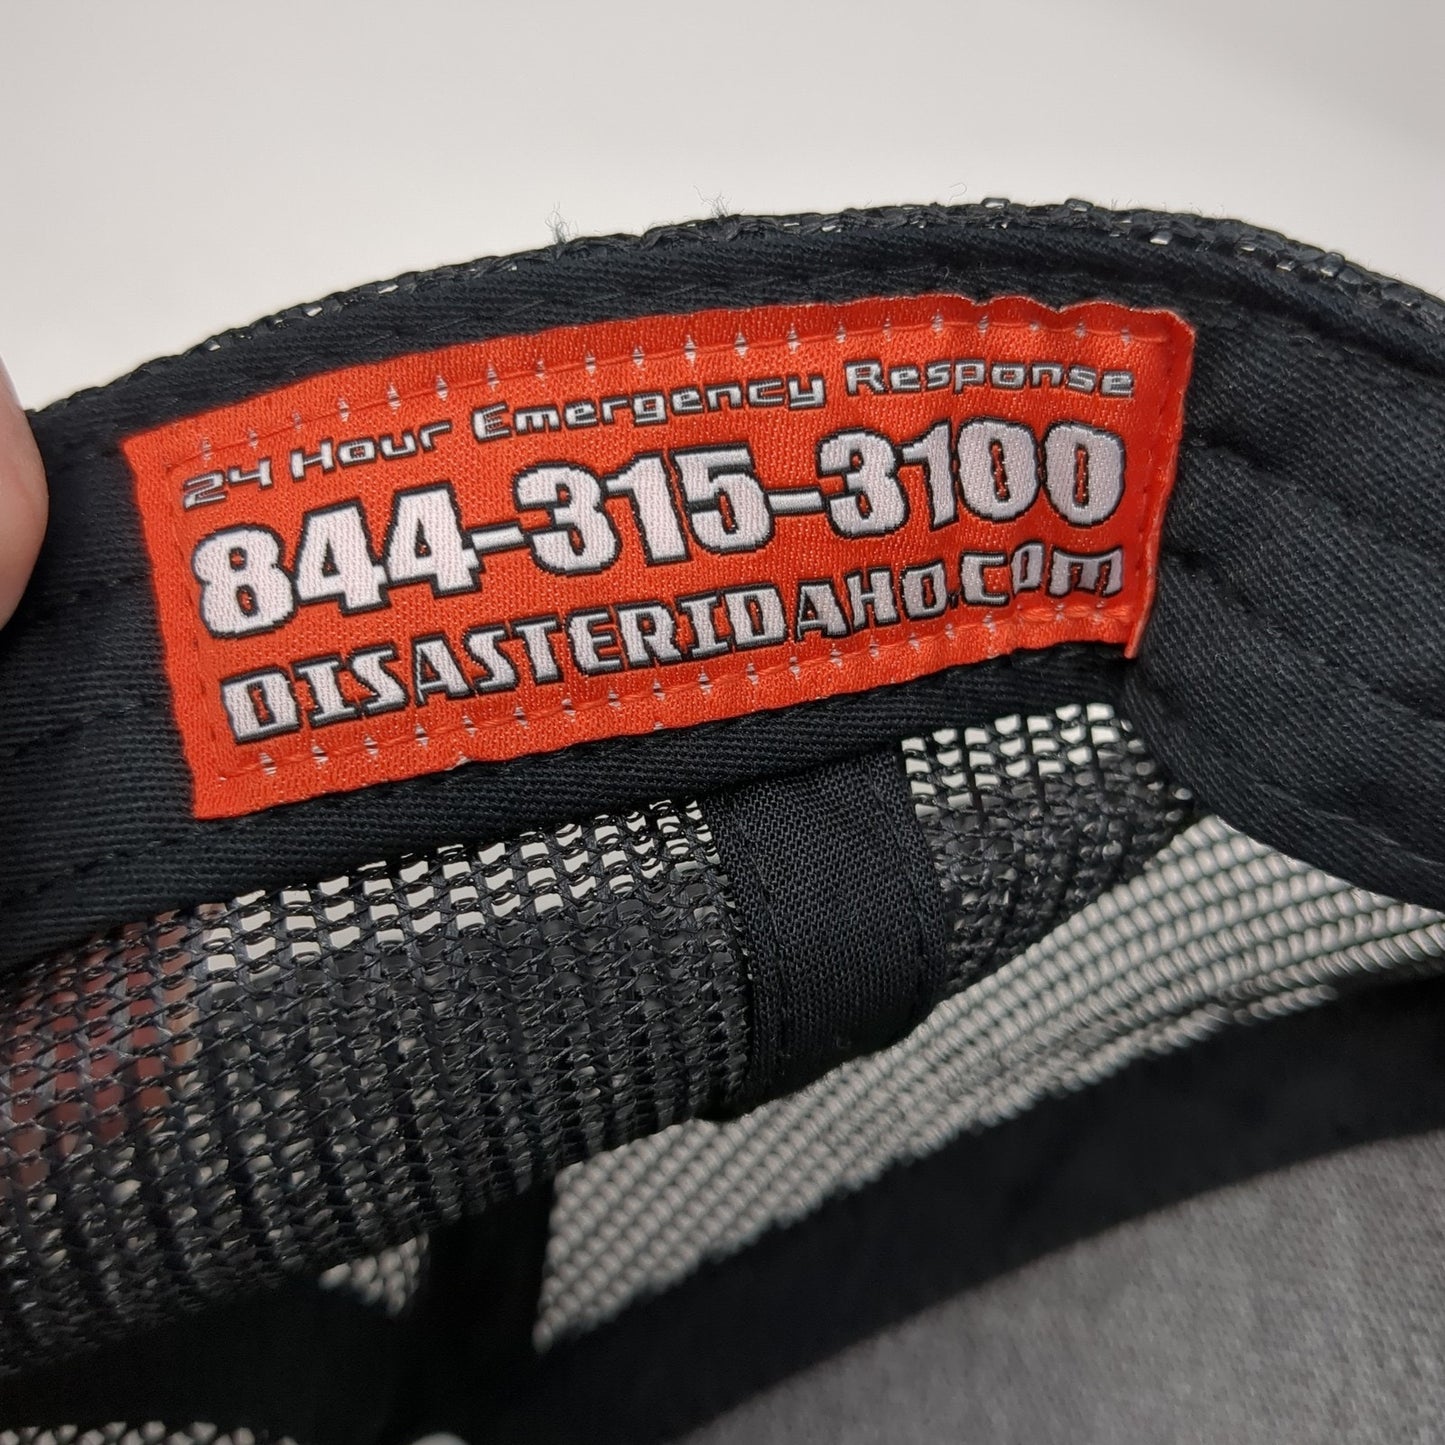 24 Hour Emergency Response
844-315-3100
DISASTERIDAHO.COM